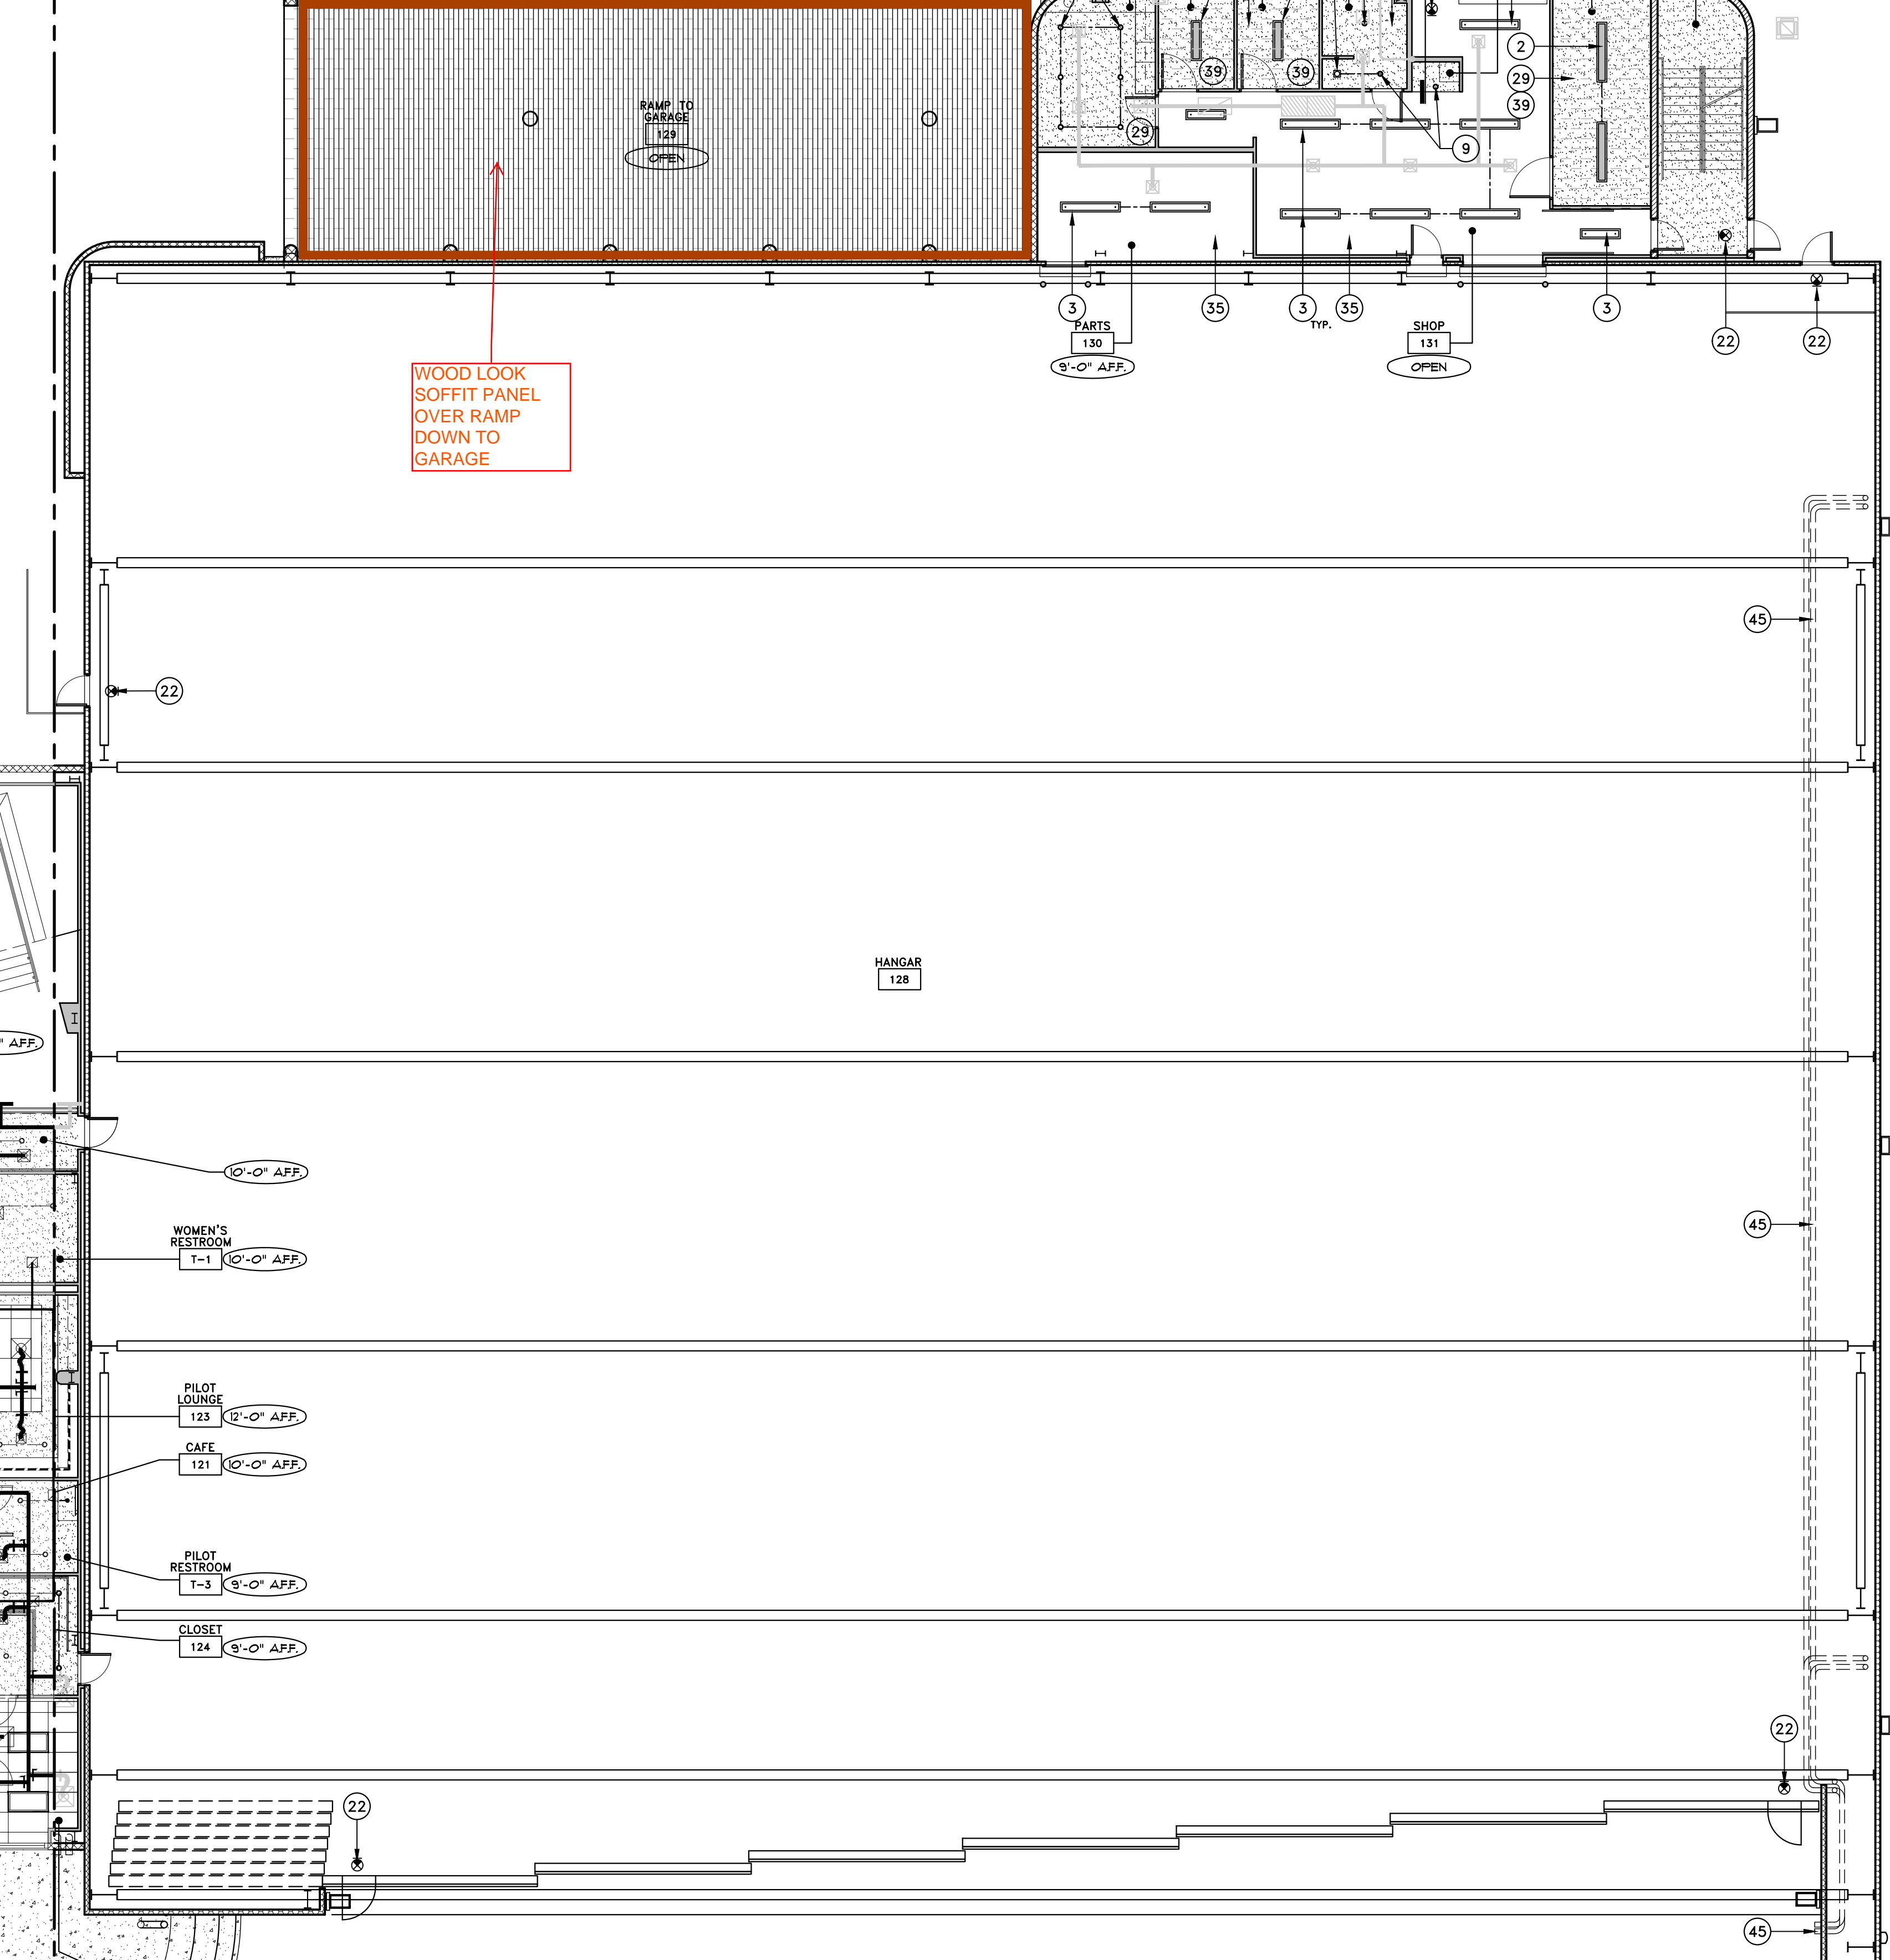 2
29
39
39
39
29
9
RAMP TO
GARAGE
129
OPEN
3
35
3
TYP.
35
3
22
22
PARTS
130
9'-0" A.F.F.
SHOP
131
OPEN
WOOD LOOK
SOFFIT PANEL
OVER RAMP
DOWN TO
GARAGE
45
22
HANGAR
128
" A.F.F.
10'-0" A.F.F.
WOMEN'S
RESTROOM
T-1 10'-0" A.F.F.
45
PILOT
LOUNGE
123 12'-0" A.F.F.
CAFE
121 10'-0" A.F.F.
PILOT
RESTROOM
T-3 9'-0" A.F.F.
CLOSET
124 9'-0" A.F.F.
22
22
45